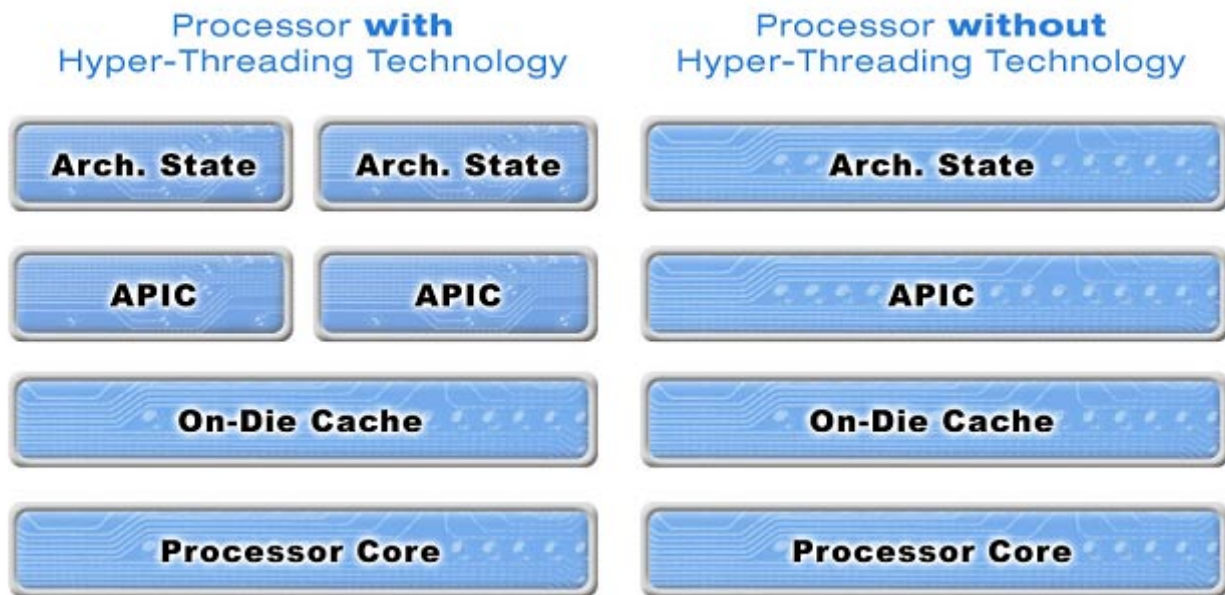 Processor with
Hyper-Threading Technology
Processor without
Hyper-Threading Technology
Arch. State
Arch. State
Arch. State
APIC
APIC
APIC
On-Die Cache
On-Die Cache
Processor Core
Processor Core